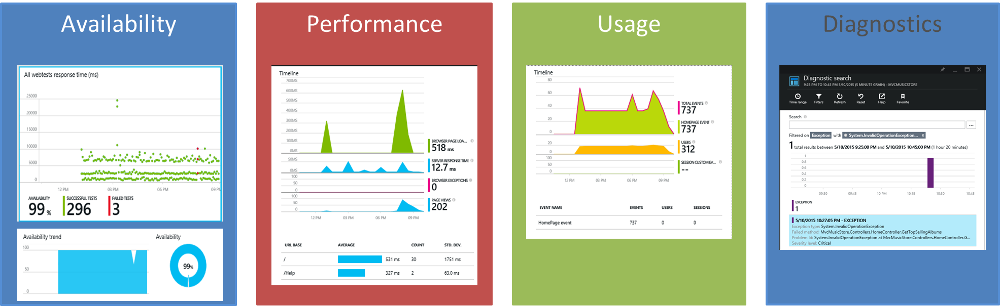 Availability
All webtests response time (ms)
25000
20000
15000
10000
5000
0
12 PM 03 PM 06 PM 09 PM
AVAILABILITY SUCCESSFUL TESTS FAILED TESTS
99 % 296 3
Availability trend Availability
100
50
0
99%
Performance
Timeline
700MS
600MS
500MS
400MS
300MS
200MS
100MS
0MS
BROWSER PAGE LOA...
518 ms
50MS
0MS
SERVER RESPONSE TIME
12.7 ms
100
50
0
BROWSER EXCEPTIONS
0
100
50
0
PAGE VIEWS
202
12 PM 03 PM 06 PM 09 PM
URL BASE AVERAGE COUNT STD. DEV.
/ 531 ms 30 1751 ms
/Help 327 ms 2 63.0 ms
Usage
Timeline
80
60
40
20
0
TOTAL EVENTS
737
HOMEPAGE EVENT
737
20
0
USERS
312
100
50
0
SESSION CUSTOM EV...
--
12 PM 03 PM 06 PM 09 PM
EVENT NAME EVENTS USERS SESSIONS
HomePage event 737 0 0
Diagnostics
Diagnostic search
9:25 PM TO 10:45 PM 5/10/2015 (5 MINUTE GRAIN) - MVCMUSICSTORE
Time range Filters Refresh Reset Help Favorite
Search
...
Filtered on Exception with System.InvalidOperationException... x
1 total results between 5/10/2015 9:25:00 PM and 5/10/2015 10:45:00 PM (1 hour 20 minutes)
1
0.8
0.6
0.4
0.2
0
09:30 09:45 10 PM 10:15 10:30 10:45
EXCEPTION
1
5/10/2015 10:27:05 PM - EXCEPTION
Exception type: System.InvalidOperationException
Failed method: MvcMusicStore.Controllers.HomeController.GetTopSellingAlbums
Problem Id: System.InvalidOperationException at MvcMusicStore.Controllers.HomeController.G...
Severity level: Critical